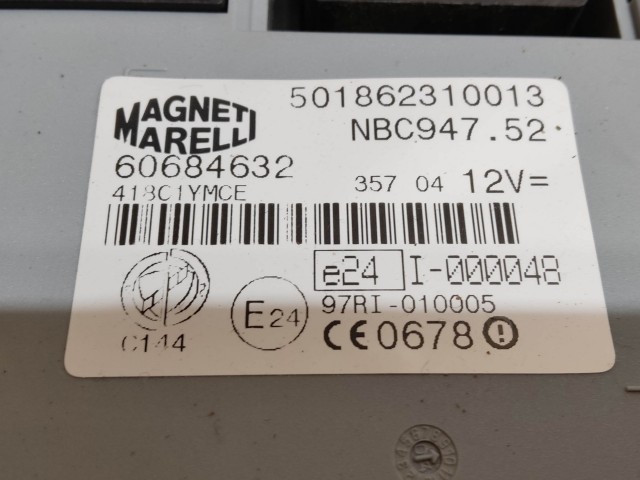 MAGNETI MARELLI
501862310013
NBC947.52
60684632
418C1YMCE
357 04 12V=
e24 I-000048
97RI-010005
E24
C144
CE0678